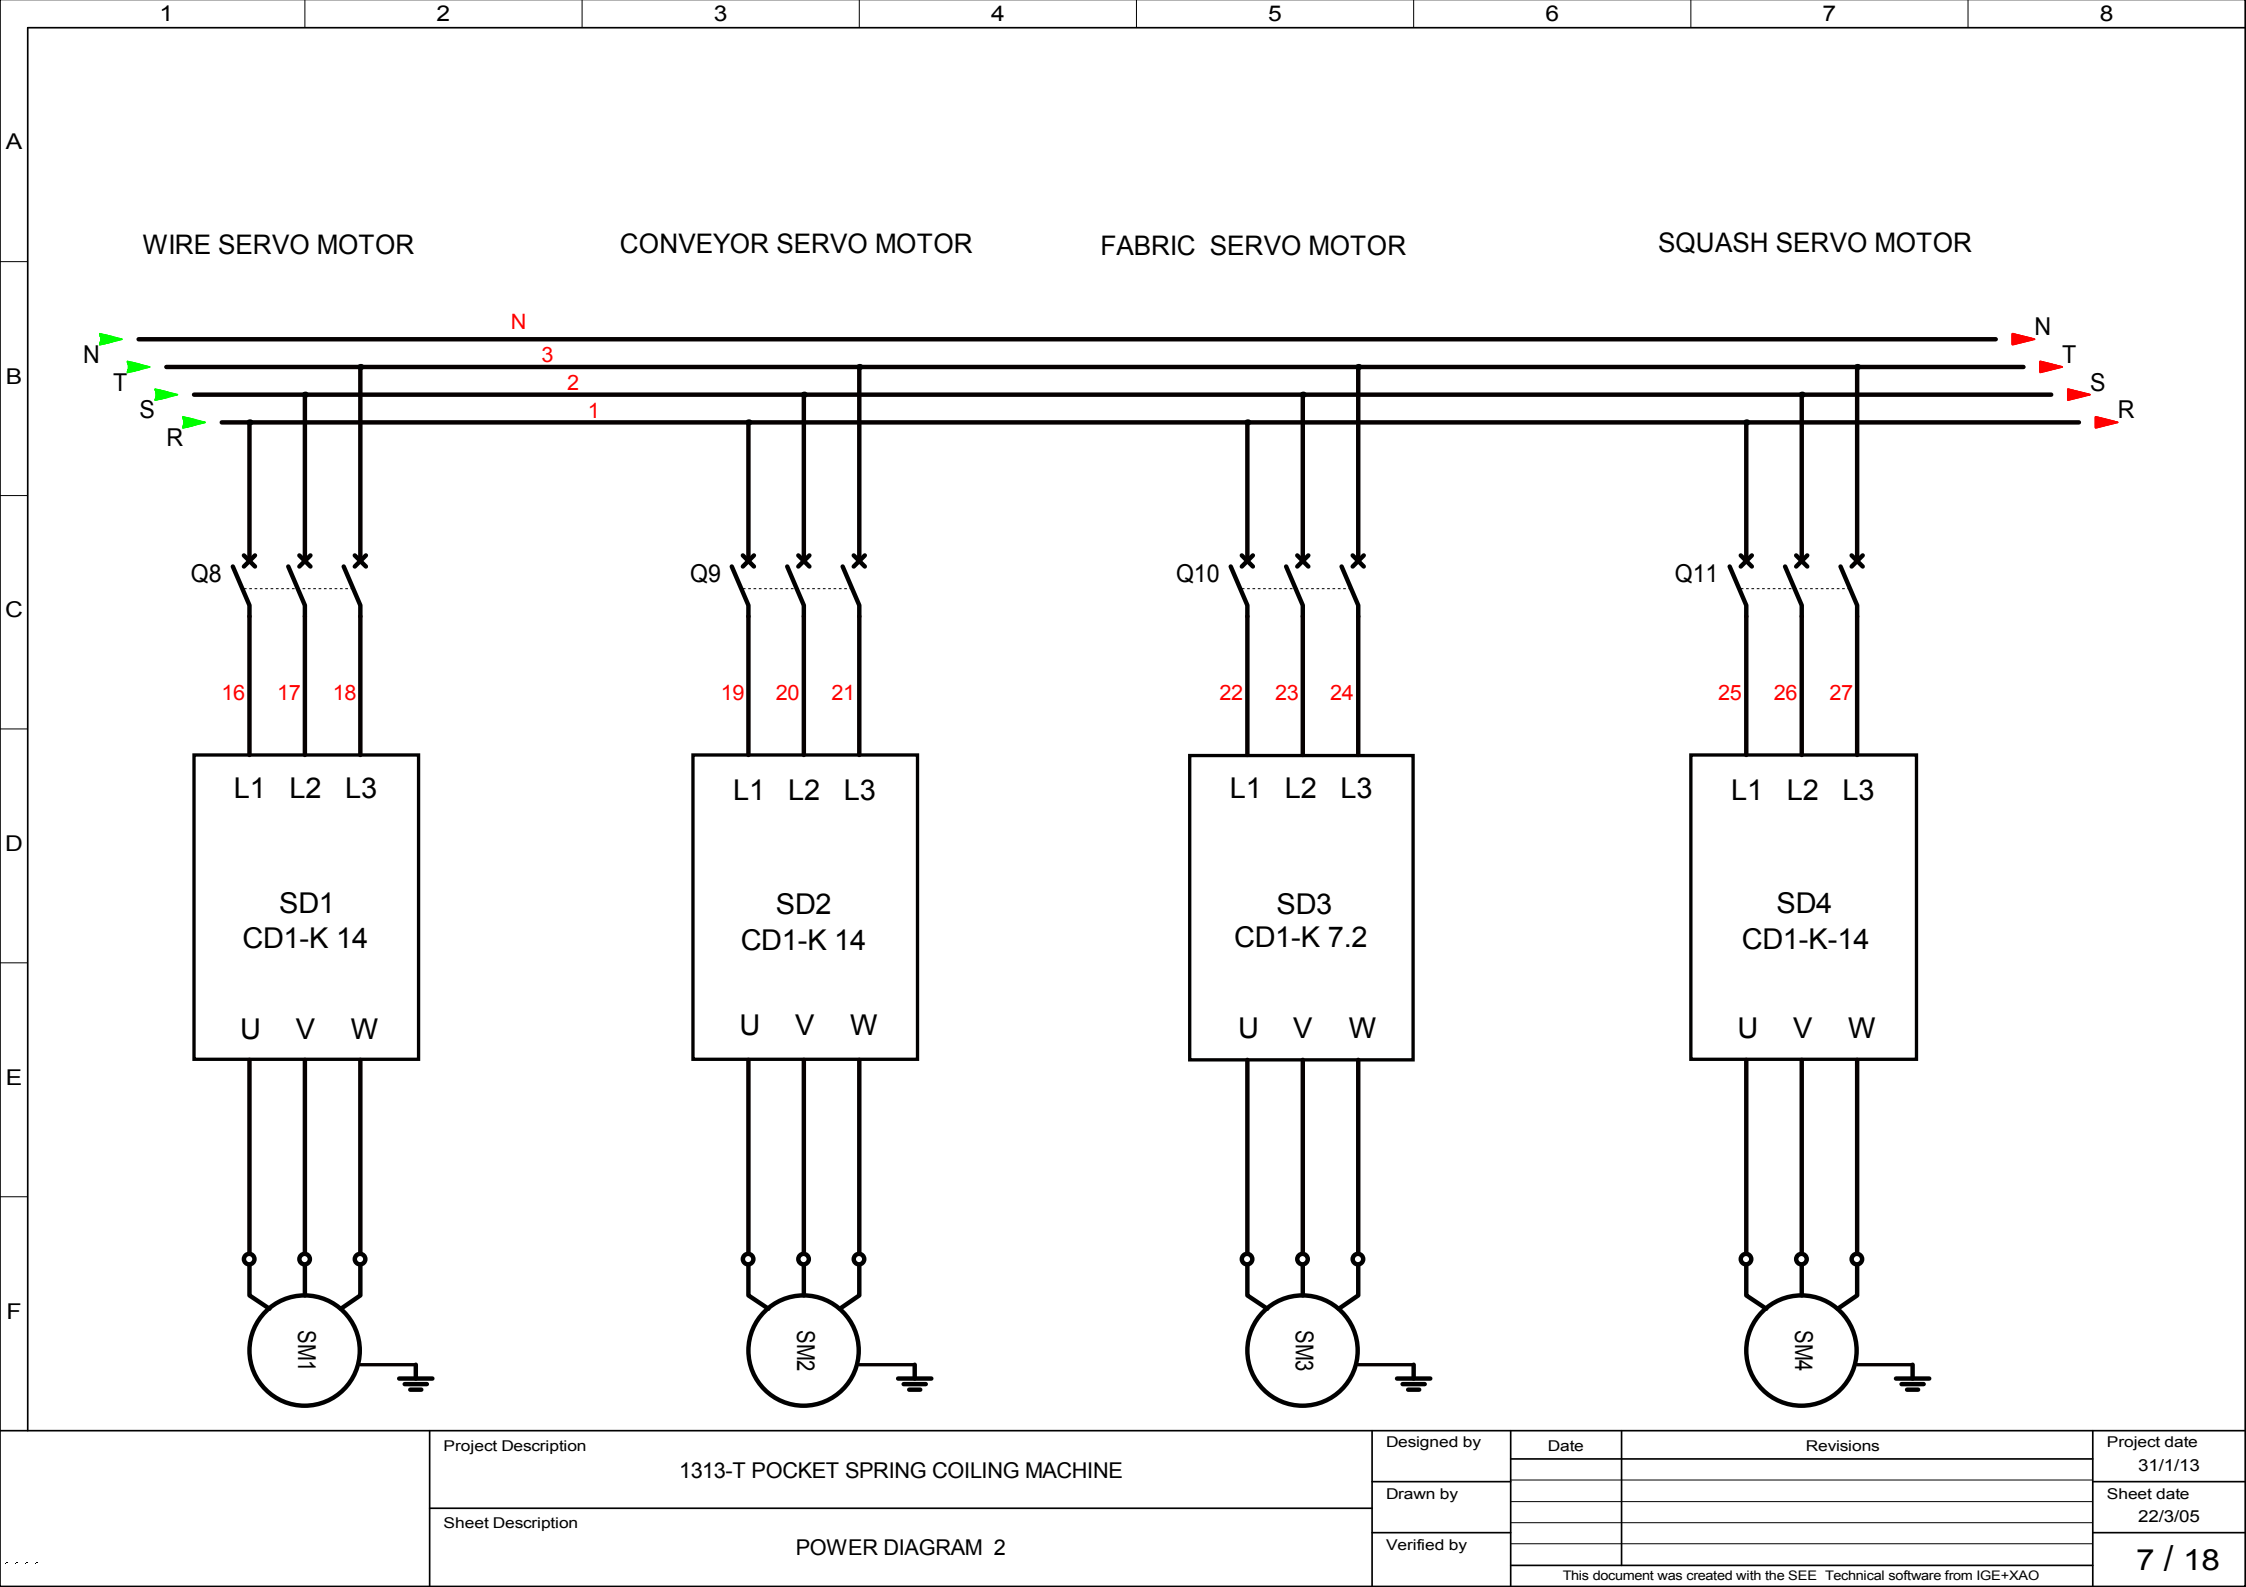 1 2 3 4 5 6 7 8
A
WIRE SERVO MOTOR CONVEYOR SERVO MOTOR FABRIC SERVO MOTOR SQUASH SERVO MOTOR
N N N
B T 3 T
S 2 S
R 1 R
Q8 Q9 Q10 Q11
C
16 17 18 19 20 21 22 23 24 25 26 27
L1 L2 L3 L1 L2 L3 L1 L2 L3 L1 L2 L3
D
SD1 SD2 SD3 SD4
CD1-K 14 CD1-K 14 CD1-K 7.2 CD1-K-14
U V W U V W U V W U V W
E
F
SM1 SM2 SM3 SM4
Project Description
1313-T POCKET SPRING COILING MACHINE
Sheet Description
POWER DIAGRAM 2
Designed by
Drawn by
Verified by
Date Revisions
This document was created with the SEE Technical software from IGE+XAO
Project date
31/1/13
Sheet date
22/3/05
7 / 18